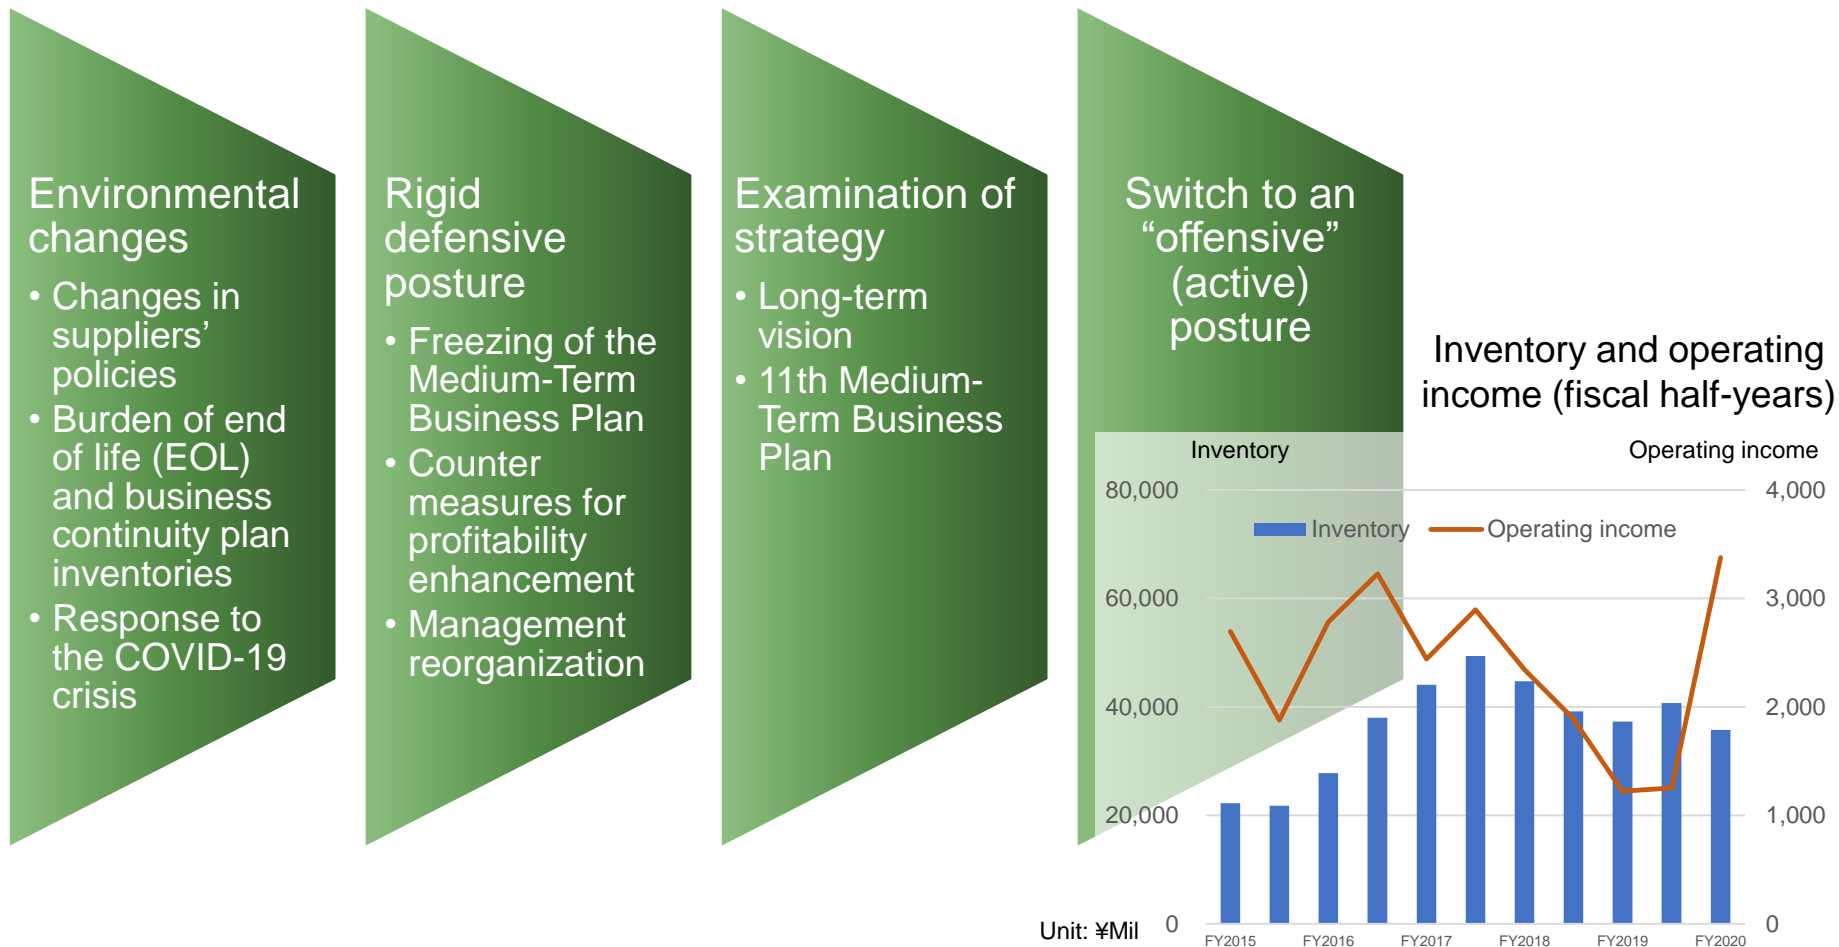 Environmental
changes
• Changes in
suppliers’
policies
• Burden of end
of life (EOL)
and business
continuity plan
inventories
• Response to
the COVID-19
crisis
Rigid
defensive
posture
• Freezing of the
Medium-Term
Business Plan
• Counter
measures for
profitability
enhancement
• Management
reorganization
Examination of
strategy
• Long-term
vision
• 11th Medium-
Term Business
Plan
Switch to an
“offensive”
(active)
posture
Inventory and operating
income (fiscal half-years)
Inventory
Operating income
Inventory
Operating income
80,000
60,000
40,000
20,000
0
4,000
3,000
2,000
1,000
0
Unit: ¥Mil
FY2015 FY2016 FY2017 FY2018 FY2019 FY2020